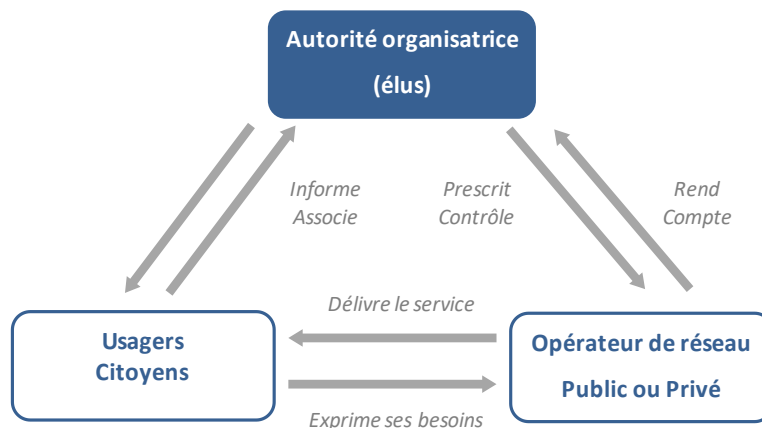 Autorité organisatrice
(élus)
Informe
Associe
Prescrit
Contrôle
Rend
Compte
Délivre le service
Usagers
Citoyens
Opérateur de réseau
Public ou Privé
Exprime ses besoins